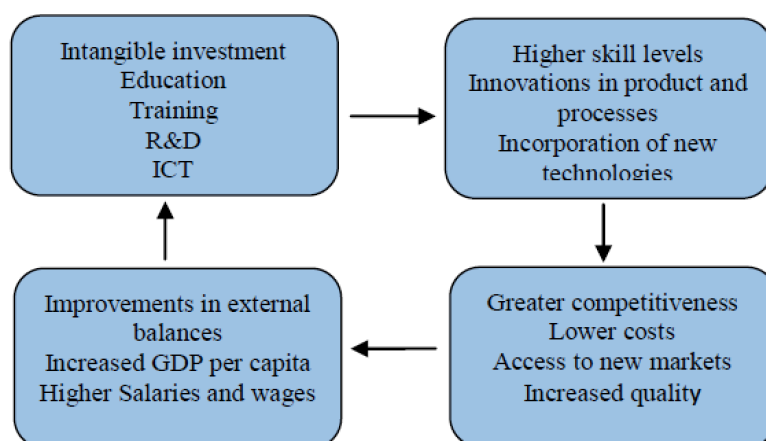 Intangible investment
Education
Training
R&D
ICT
Higher skill levels
Innovations in product and
processes
Incorporation of new
technologies
Improvements in external
balances
Increased GDP per capita
Higher Salaries and wages
Greater competitiveness
Lower costs
Access to new markets
Increased quality